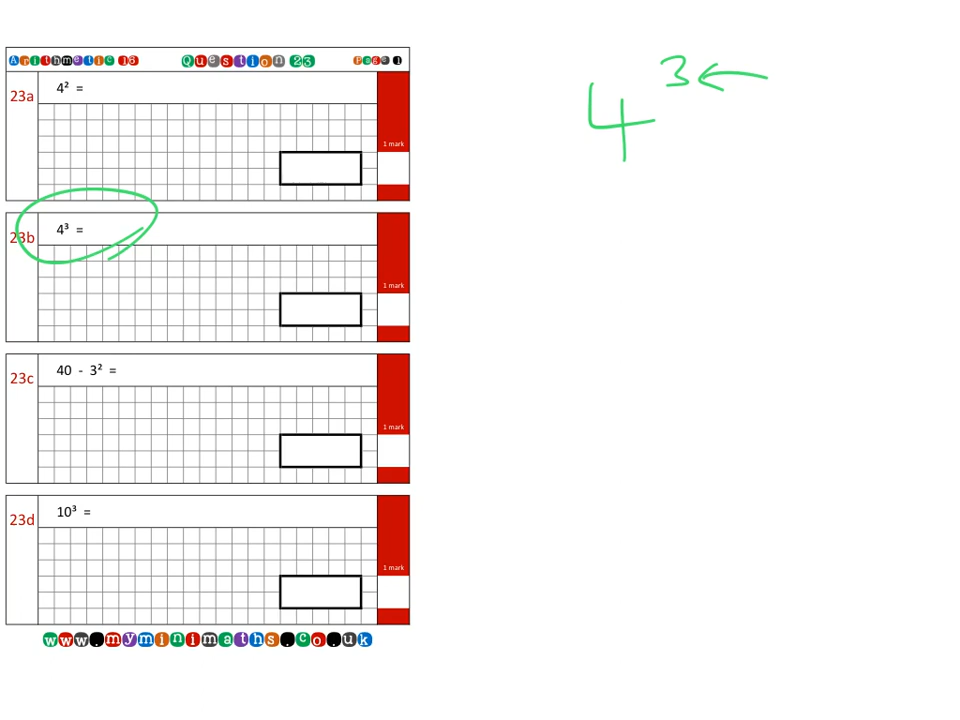 Arithmetic 18 Question 23 Page 1
23a 4² =
1 mark
23b 4³ =
1 mark
23c 40 - 3² =
1 mark
23d 10³ =
1 mark
www.myminimaths.co.uk
4³